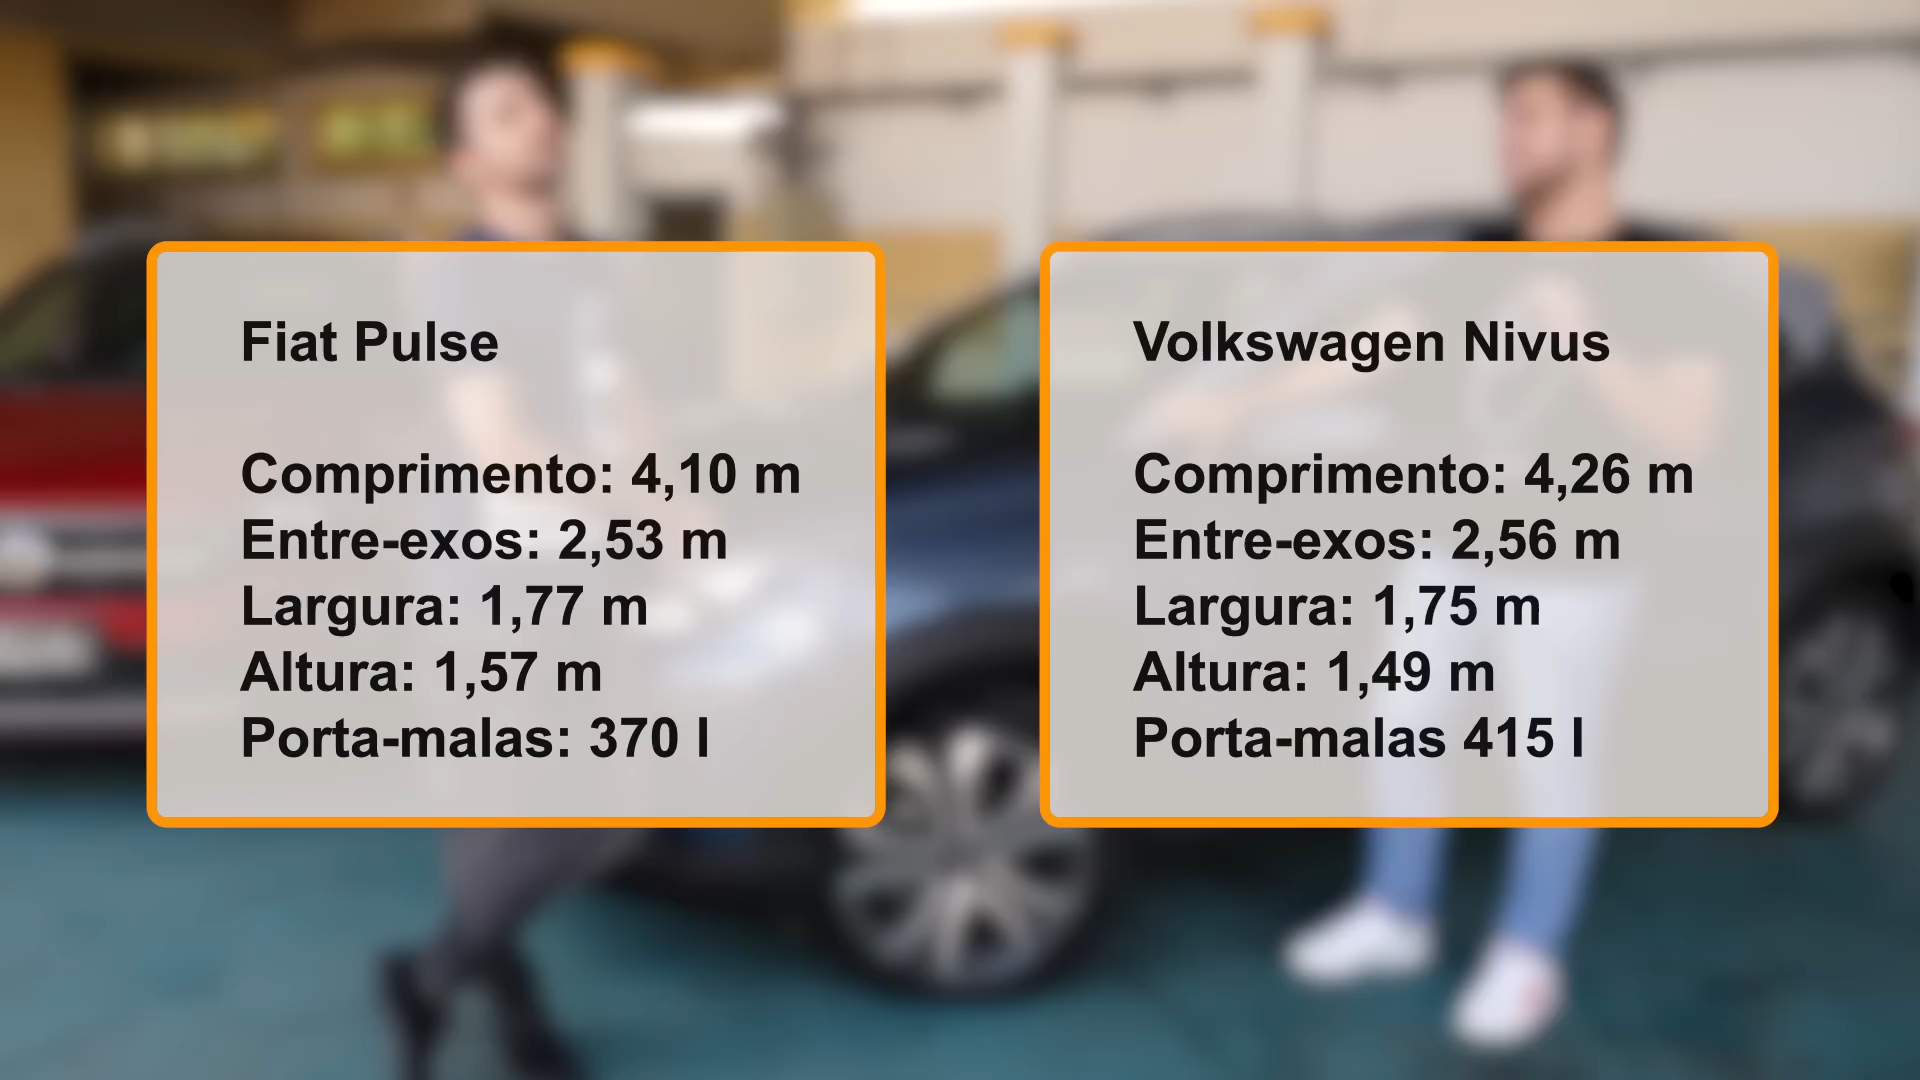 Fiat Pulse
Comprimento: 4,10 m
Entre-exos: 2,53 m
Largura: 1,77 m
Altura: 1,57 m
Porta-malas: 370 l
Volkswagen Nivus
Comprimento: 4,26 m
Entre-exos: 2,56 m
Largura: 1,75 m
Altura: 1,49 m
Porta-malas 415 l